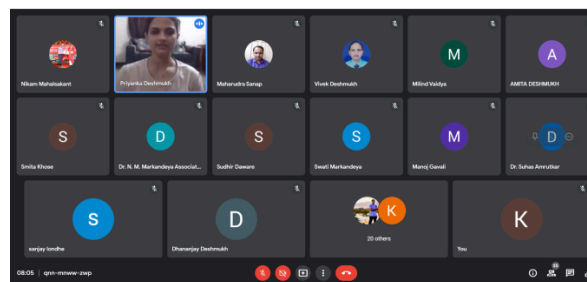 Nikam Mahalsakant
Priyanka Deshmukh
Maharudra Sanap
Vivek Deshmukh
M
Milind Vaidya
A
AMITA DESHMUKH
S
Smita Khose
D
Dr. N. M. Markandeya Associat...
S
Sudhir Daware
S
Swati Markandeya
M
Manoj Gavali
D
Dr. Suhas Amrutkar
s
sanjay londhe
D
Dhananjay Deshmukh
K
20 others
K
You
08:05 | qnn-mnww-zwp